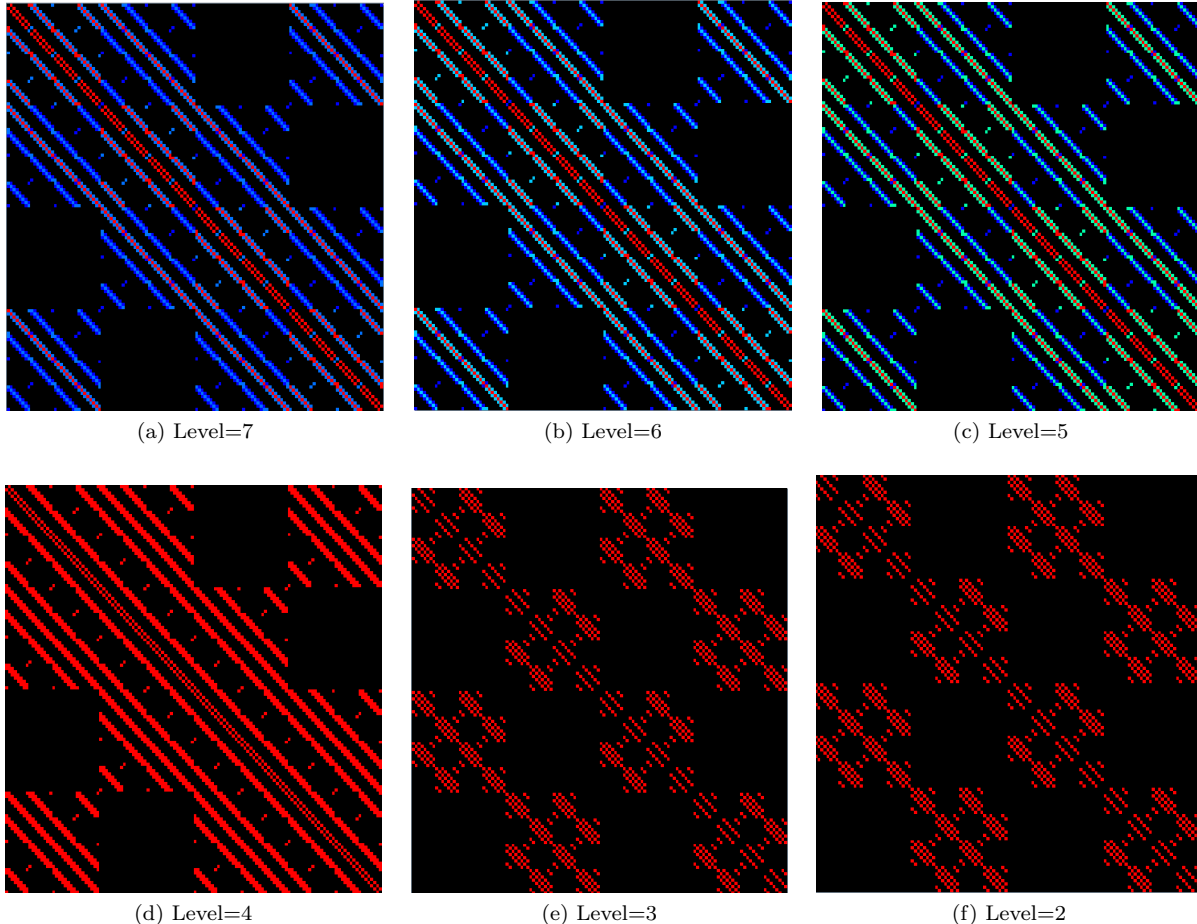 (a) Level=7
(b) Level=6
(c) Level=5
(d) Level=4
(e) Level=3
(f) Level=2